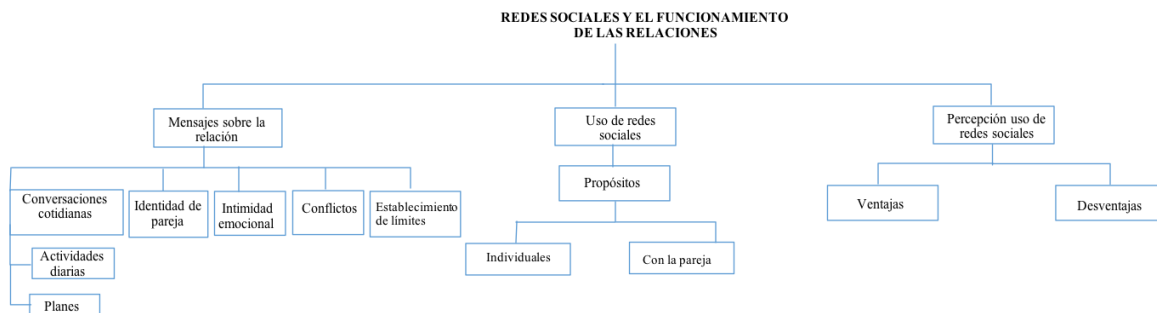 REDES SOCIALES Y EL FUNCIONAMIENTO
DE LAS RELACIONES
Mensajes sobre la
relación
Uso de redes
sociales
Percepción uso de
redes sociales
Propósitos
Conversaciones
cotidianas
Identidad de
pareja
Intimidad
emocional
Conflictos
Establecimiento
de límites
Ventajas
Desventajas
Individuales
Con la pareja
Actividades
diarias
Planes